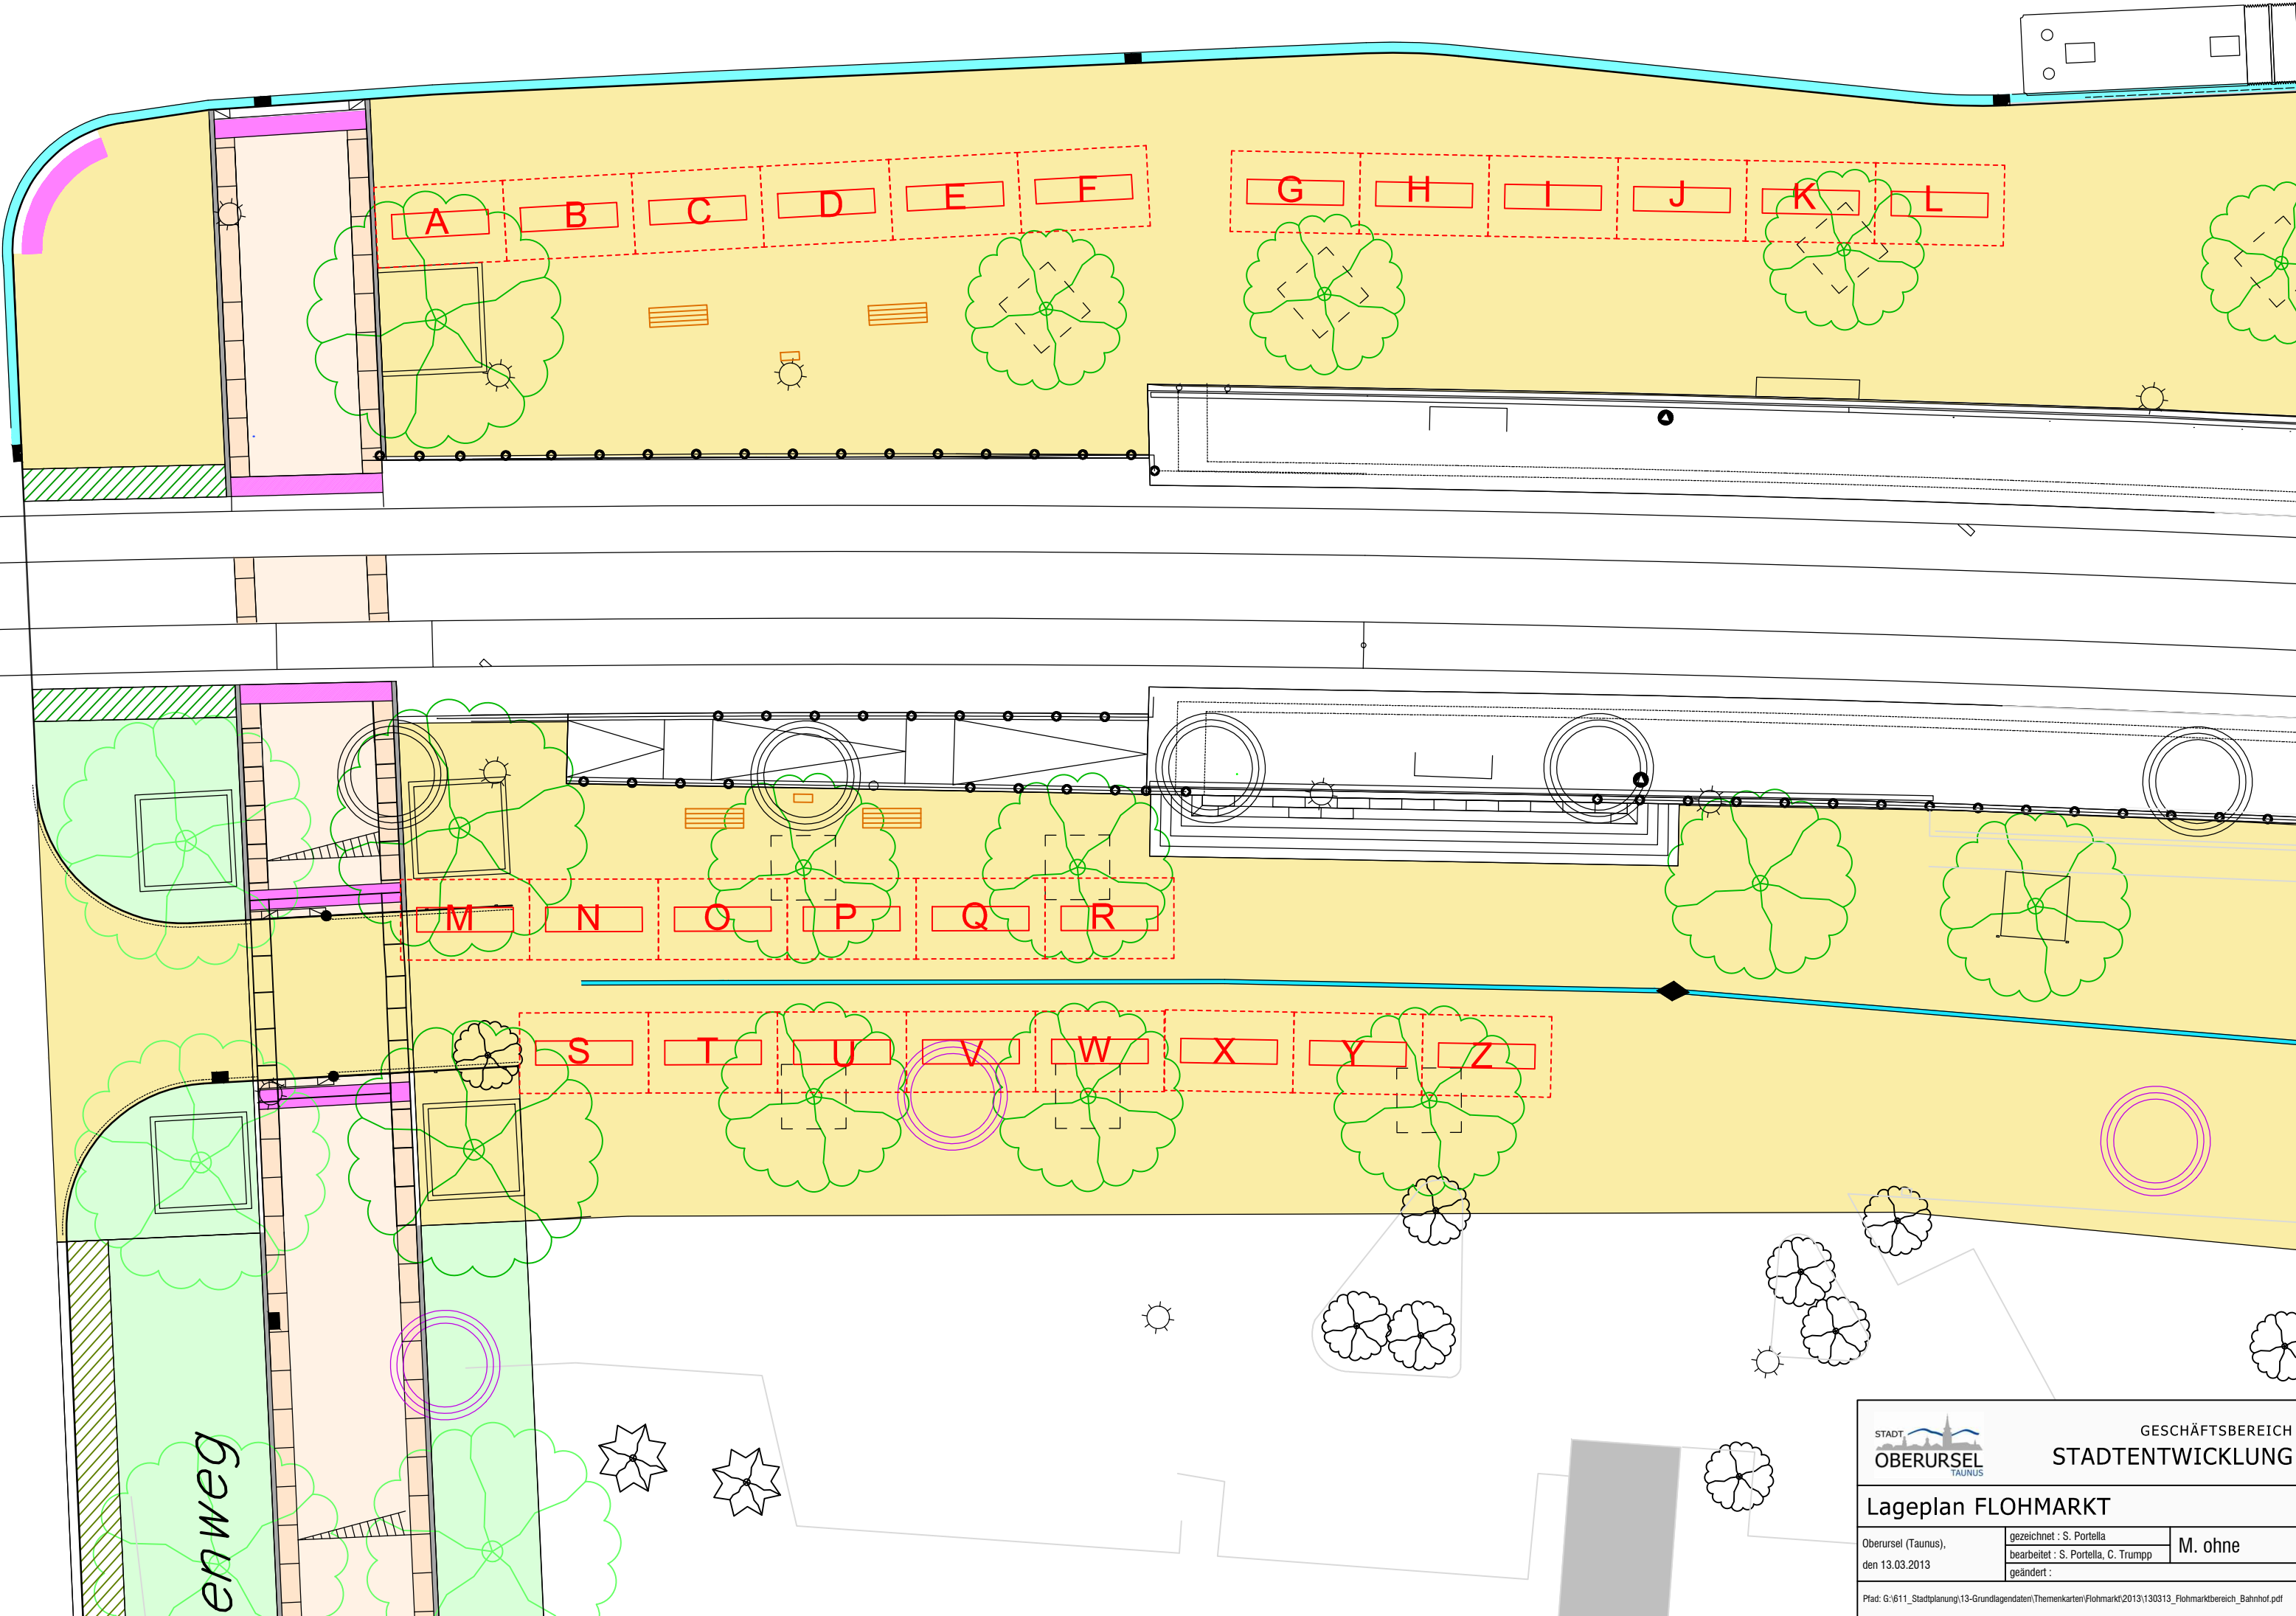 A B C D E F G H I J K L
M N O P Q R
S T U V W X Y Z
enweg
STADT
OBERURSEL
TAUNUS
GESCHÄFTSBEREICH
STADTENTWICKLUNG
Lageplan FLOHMARKT
Oberursel (Taunus),
den 13.03.2013
gezeichnet : S. Portella
bearbeitet : S. Portella, C. Trumpp
geändert :
M. ohne
Pfad: G:\611_Stadtplanung\13-Grundlagendaten\Themenkarten\Flohmarkt\2013\130313_Flohmarktbereich_Bahnhof.pdf